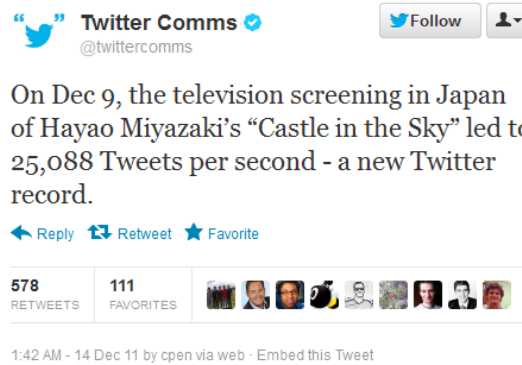 Twitter Comms
Follow
@twittercomms
On Dec 9, the television screening in Japan
of Hayao Miyazaki's “Castle in the Sky” led to
25,088 Tweets per second - a new Twitter
record.
Reply Retweet Favorite
578 111
RETWEETS FAVORITES
1:42 AM - 14 Dec 11 by cpen via web · Embed this Tweet